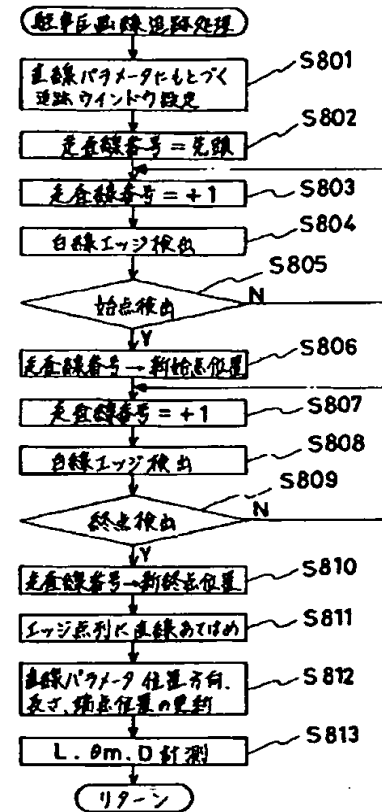 駐車区画線追跡処理
S801
直線パラメータにもとづく
追跡ウインドウ設定
S802
走査線番号=先頭
S803
走査線番号=+1
S804
白線エッジ検出
S805
始点検出
N
Y
S806
走査線番号→新始点位置
S807
走査線番号=+1
S808
白線エッジ検出
S809
終点検出
N
Y
S810
走査線番号→新終点位置
S811
エッジ点列に直線あてはめ
S812
直線パラメータ位置方向、
長さ、端点位置の更新
S813
L. θm. D計測
リターン